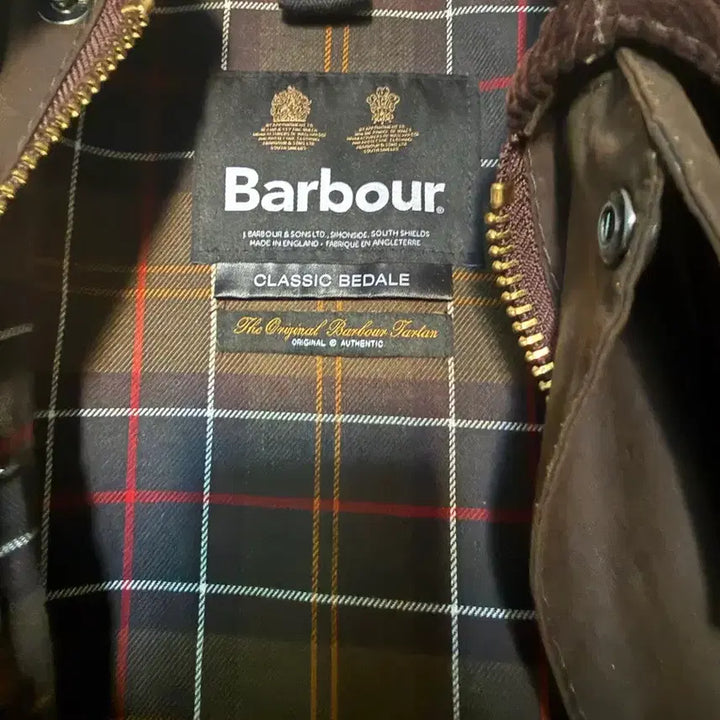 Barbour®
J. BARBOUR & SONS LTD., SIMONSIDE, SOUTH SHIELDS
MADE IN ENGLAND · FABRIQUE EN ANGLETERRE
CLASSIC BEDALE
The Original Barbour Tartan
ORIGINAL © AUTHENTIC